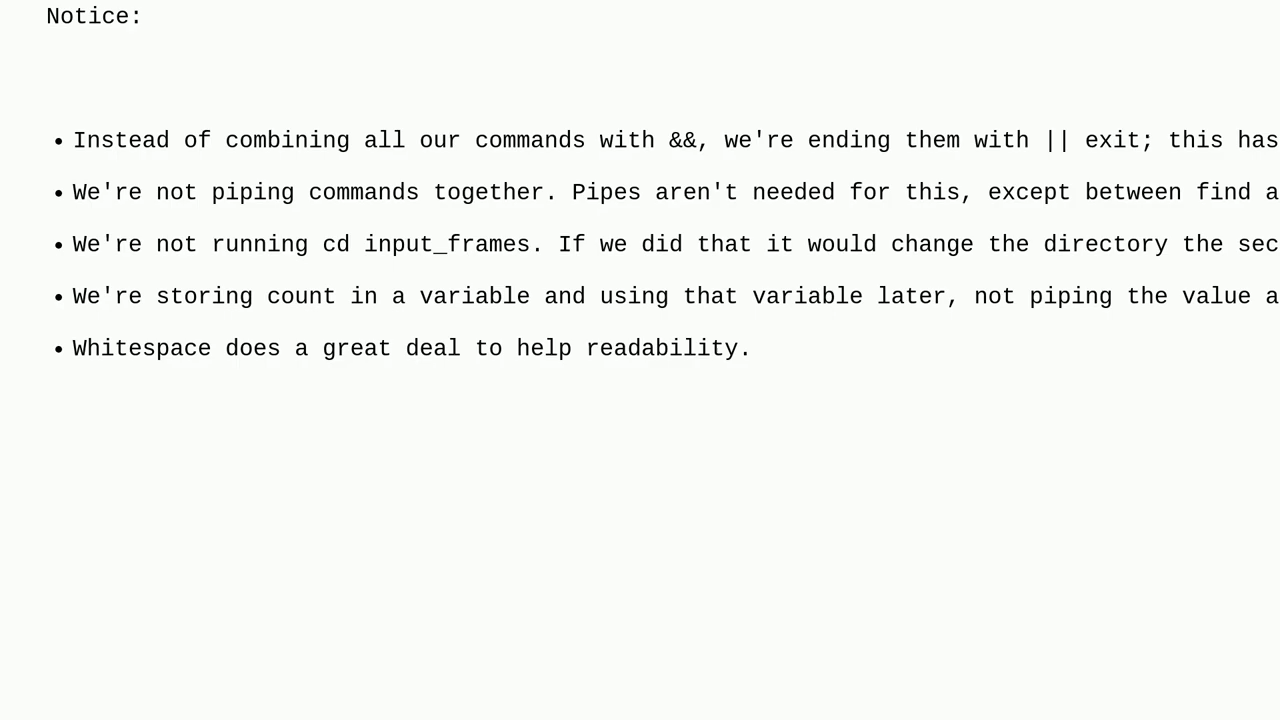 Notice:
• Instead of combining all our commands with &&, we're ending them with || exit; this has
• We're not piping commands together. Pipes aren't needed for this, except between find a
• We're not running cd input_frames. If we did that it would change the directory the sec
• We're storing count in a variable and using that variable later, not piping the value a
• Whitespace does a great deal to help readability.